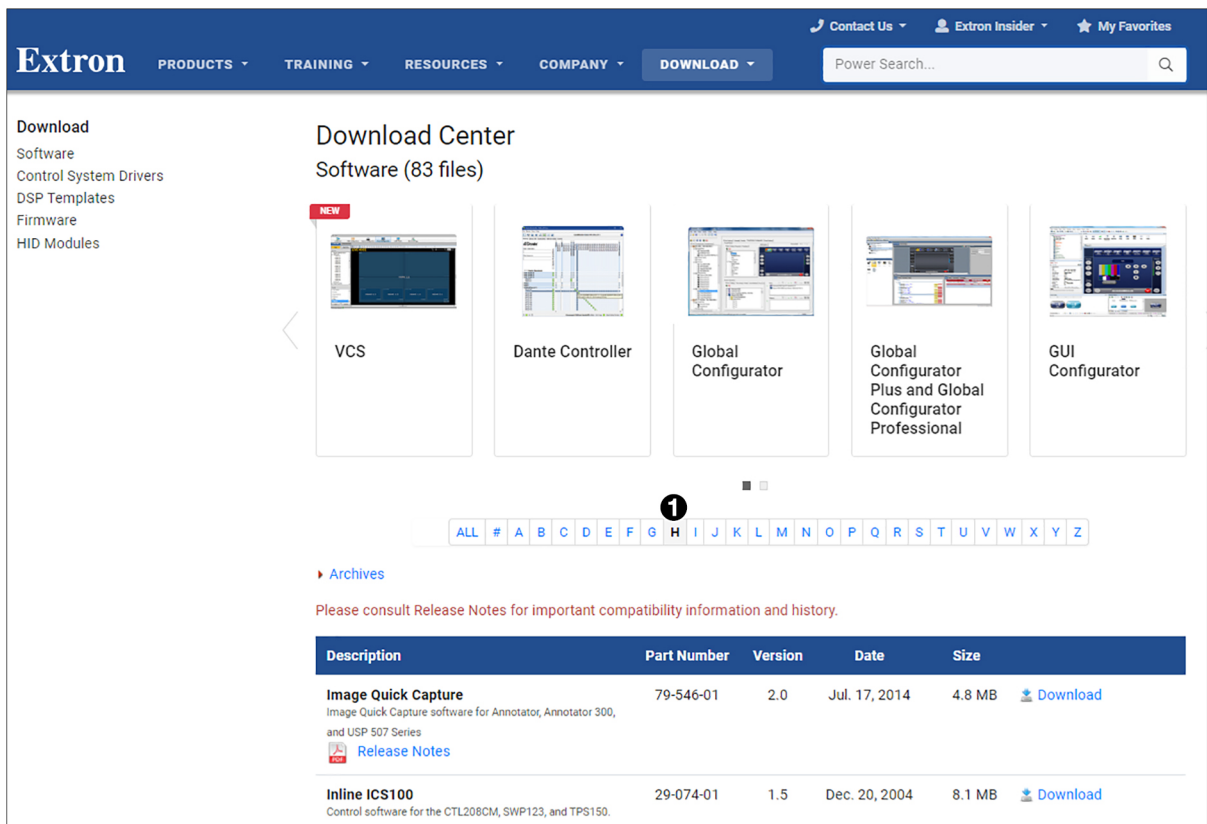 Contact Us
Extron Insider
My Favorites
Extron
PRODUCTS
TRAINING
RESOURCES
COMPANY
DOWNLOAD
Power Search...
Download
Software
Control System Drivers
DSP Templates
Firmware
HID Modules
Download Center
Software (83 files)
NEW
VCS
Dante Controller
Global
Configurator
Global
Configurator
Plus and Global
Configurator
Professional
GUI
Configurator
1
ALL # A B C D E F G H I J K L M N O P Q R S T U V W X Y Z
Archives
Please consult Release Notes for important compatibility information and history.
Description Part Number Version Date Size
Image Quick Capture 79-546-01 2.0 Jul. 17, 2014 4.8 MB Download
Image Quick Capture software for Annotator, Annotator 300,
and USP 507 Series
PDF Release Notes
Inline ICS100 29-074-01 1.5 Dec. 20, 2004 8.1 MB Download
Control software for the CTL208CM, SWP123, and TPS150.